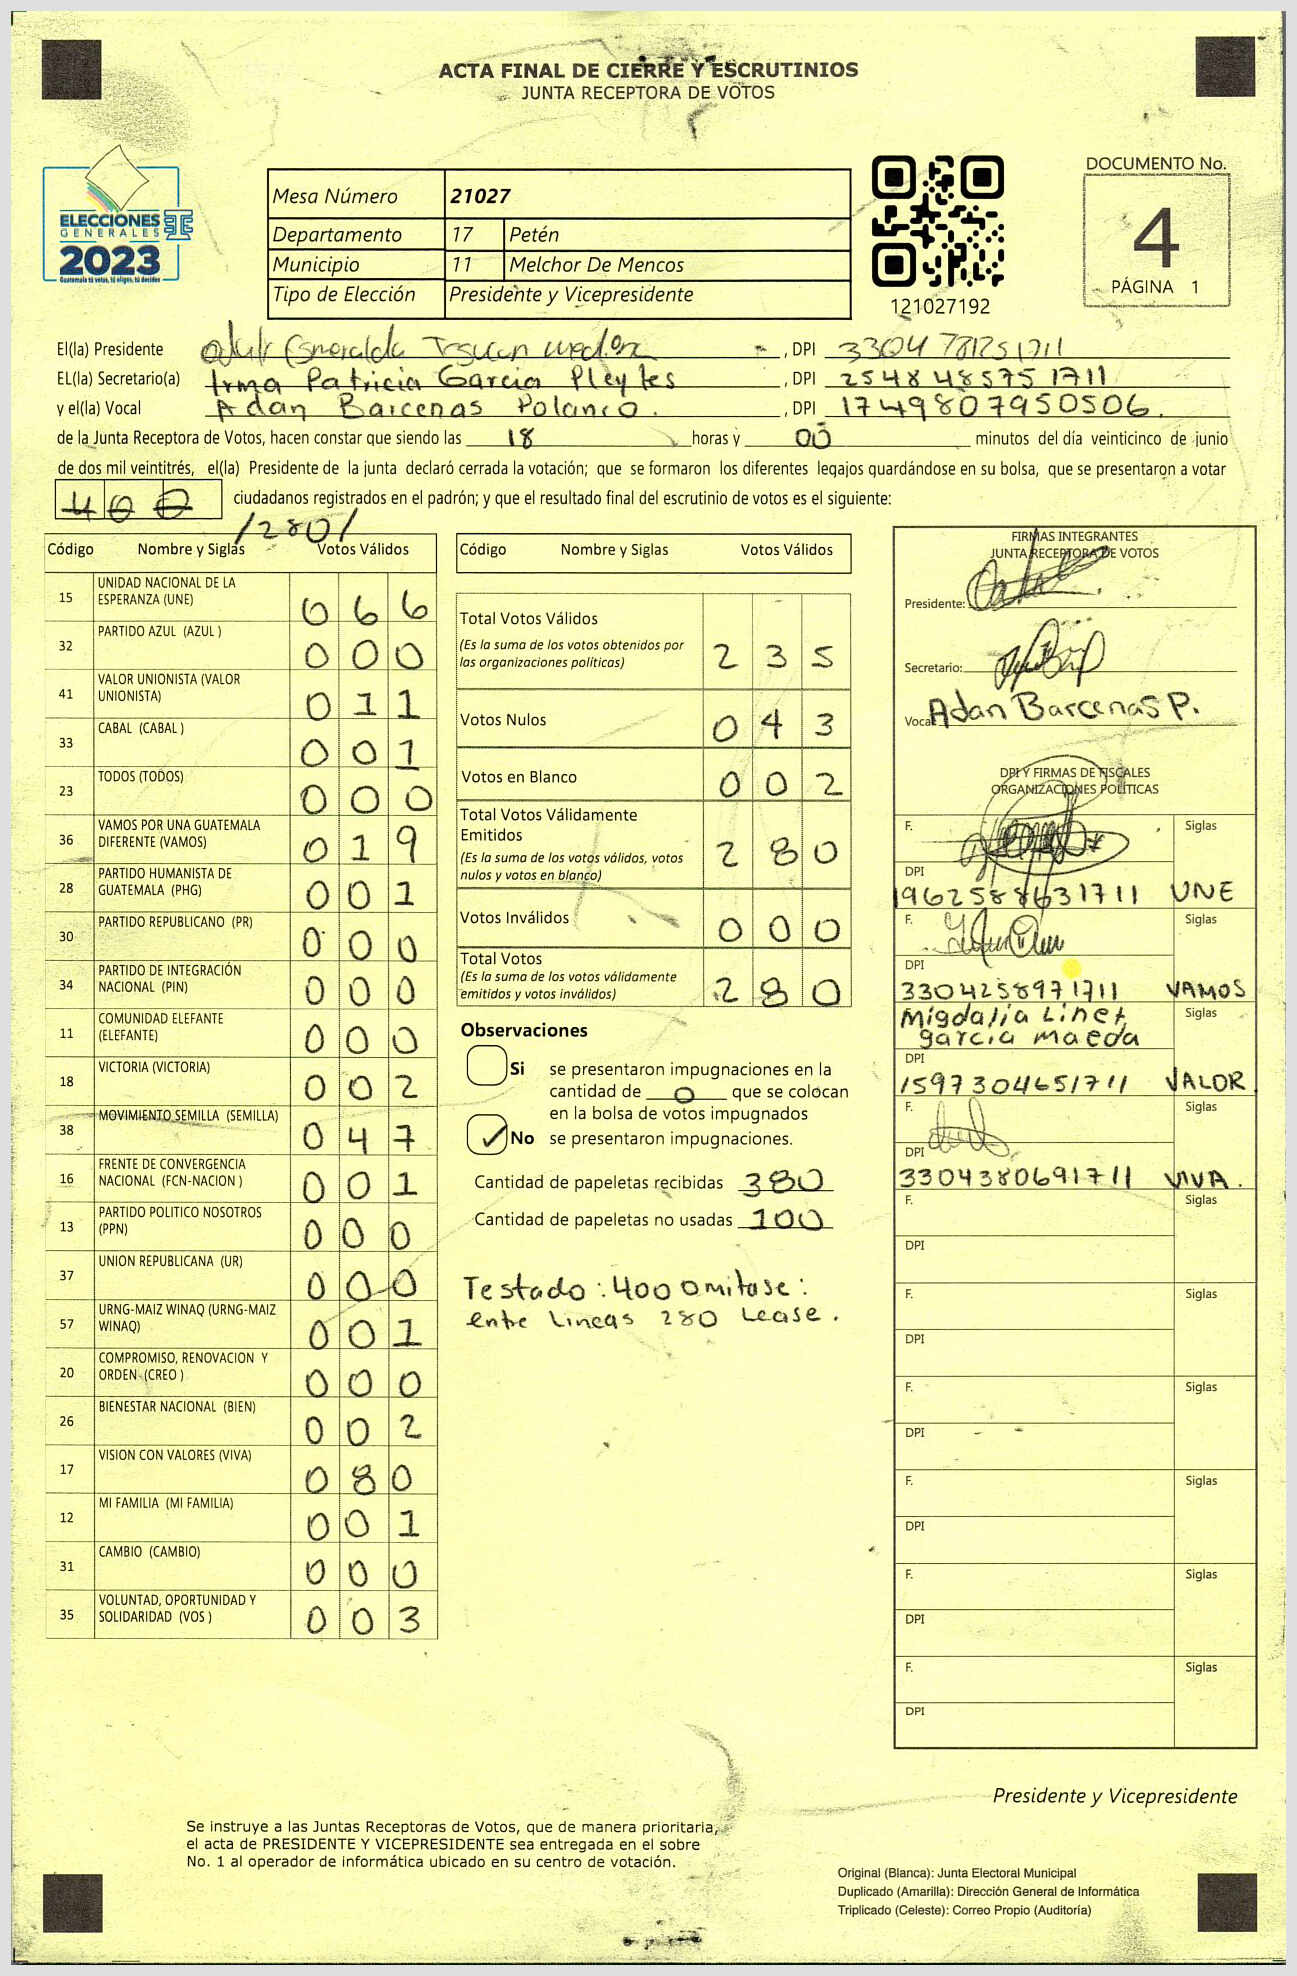 ACTA FINAL DE CIERRE Y ESCRUTINIOS
JUNTA RECEPTORA DE VOTOS
ELECCIONES
GENERALES
2023
Guatemala tú votas, tú eliges, tú decides
Mesa Número 21027
Departamento 17 Petén
Municipio 11 Melchor De Mencos
Tipo de Elección Presidente y Vicepresidente
121027192
DOCUMENTO No.
4
PÁGINA 1
El(la) Presidente Esmeralda , DPI 3304 781251711
EL(la) Secretario(a) Irma Patricia Garcia Pleytes , DPI 2548485751711
y el(la) Vocal Adan Barcenas Polanco. , DPI 1749807950506.
de la Junta Receptora de Votos, hacen constar que siendo las 18 horas y 00 minutos del día veinticinco de junio
de dos mil veintitrés, el(la) Presidente de la junta declaró cerrada la votación; que se formaron los diferentes legajos quardándose en su bolsa, que se presentaron a votar
400 ciudadanos registrados en el padrón; y que el resultado final del escrutinio de votos es el siguiente:
/280/
Código Nombre y Siglas Votos Válidos
15 UNIDAD NACIONAL DE LA ESPERANZA (UNE) 0 6 6
32 PARTIDO AZUL (AZUL ) 0 0 0
41 VALOR UNIONISTA (VALOR UNIONISTA) 0 1 1
33 CABAL (CABAL ) 0 0 1
23 TODOS (TODOS) 0 0 0
36 VAMOS POR UNA GUATEMALA DIFERENTE (VAMOS) 0 1 9
28 PARTIDO HUMANISTA DE GUATEMALA (PHG) 0 0 1
30 PARTIDO REPUBLICANO (PR) 0 0 0
34 PARTIDO DE INTEGRACIÓN NACIONAL (PIN) 0 0 0
11 COMUNIDAD ELEFANTE (ELEFANTE) 0 0 0
18 VICTORIA (VICTORIA) 0 0 2
38 MOVIMIENTO SEMILLA (SEMILLA) 0 4 7
16 FRENTE DE CONVERGENCIA NACIONAL (FCN-NACION ) 0 0 1
13 PARTIDO POLITICO NOSOTROS (PPN) 0 0 0
37 UNION REPUBLICANA (UR) 0 0 0
57 URNG-MAIZ WINAQ (URNG-MAIZ WINAQ) 0 0 1
20 COMPROMISO, RENOVACION Y ORDEN (CREO ) 0 0 0
26 BIENESTAR NACIONAL (BIEN) 0 0 2
17 VISION CON VALORES (VIVA) 0 8 0
12 MI FAMILIA (MI FAMILIA) 0 0 1
31 CAMBIO (CAMBIO) 0 0 0
35 VOLUNTAD, OPORTUNIDAD Y SOLIDARIDAD (VOS ) 0 0 3
Código Nombre y Siglas Votos Válidos
Total Votos Válidos
(Es la suma de los votos obtenidos por
las organizaciones políticas) 2 3 5
Votos Nulos 0 4 3
Votos en Blanco 0 0 2
Total Votos Válidamente
Emitidos
(Es la suma de los votos válidos, votos
nulos y votos en blanco) 2 8 0
Votos Inválidos 0 0 0
Total Votos
(Es la suma de los votos válidamente
emitidos y votos inválidos) 2 8 0
Observaciones
Si se presentaron impugnaciones en la
cantidad de 0 que se colocan
en la bolsa de votos impugnados
No se presentaron impugnaciones.
Cantidad de papeletas recibidas 380
Cantidad de papeletas no usadas 100
Testado : 400 Omitase :
entre Lineas 280 Lease .
FIRMAS INTEGRANTES
JUNTA RECEPTORA DE VOTOS
Presidente:
Secretario:
Vocal Adan Barcenas P.
DPI Y FIRMAS DE FISCALES
ORGANIZACIONES POLÍTICAS
F. Siglas
DPI
1962588631711 UNE
F. Siglas
DPI
3304258971711 VAMOS
Migdalia Linet Siglas
garcia maeda
DPI
1597304651711 VALOR
F. Siglas
DPI
3304380691711 VIVA.
F. Siglas
DPI
F. Siglas
DPI
F. Siglas
DPI
F. Siglas
DPI
F. Siglas
DPI
F. Siglas
DPI
Presidente y Vicepresidente
Se instruye a las Juntas Receptoras de Votos, que de manera prioritaria,
el acta de PRESIDENTE Y VICEPRESIDENTE sea entregada en el sobre
No. 1 al operador de informática ubicado en su centro de votación.
Original (Blanca): Junta Electoral Municipal
Duplicado (Amarilla): Dirección General de Informática
Triplicado (Celeste): Correo Propio (Auditoría)